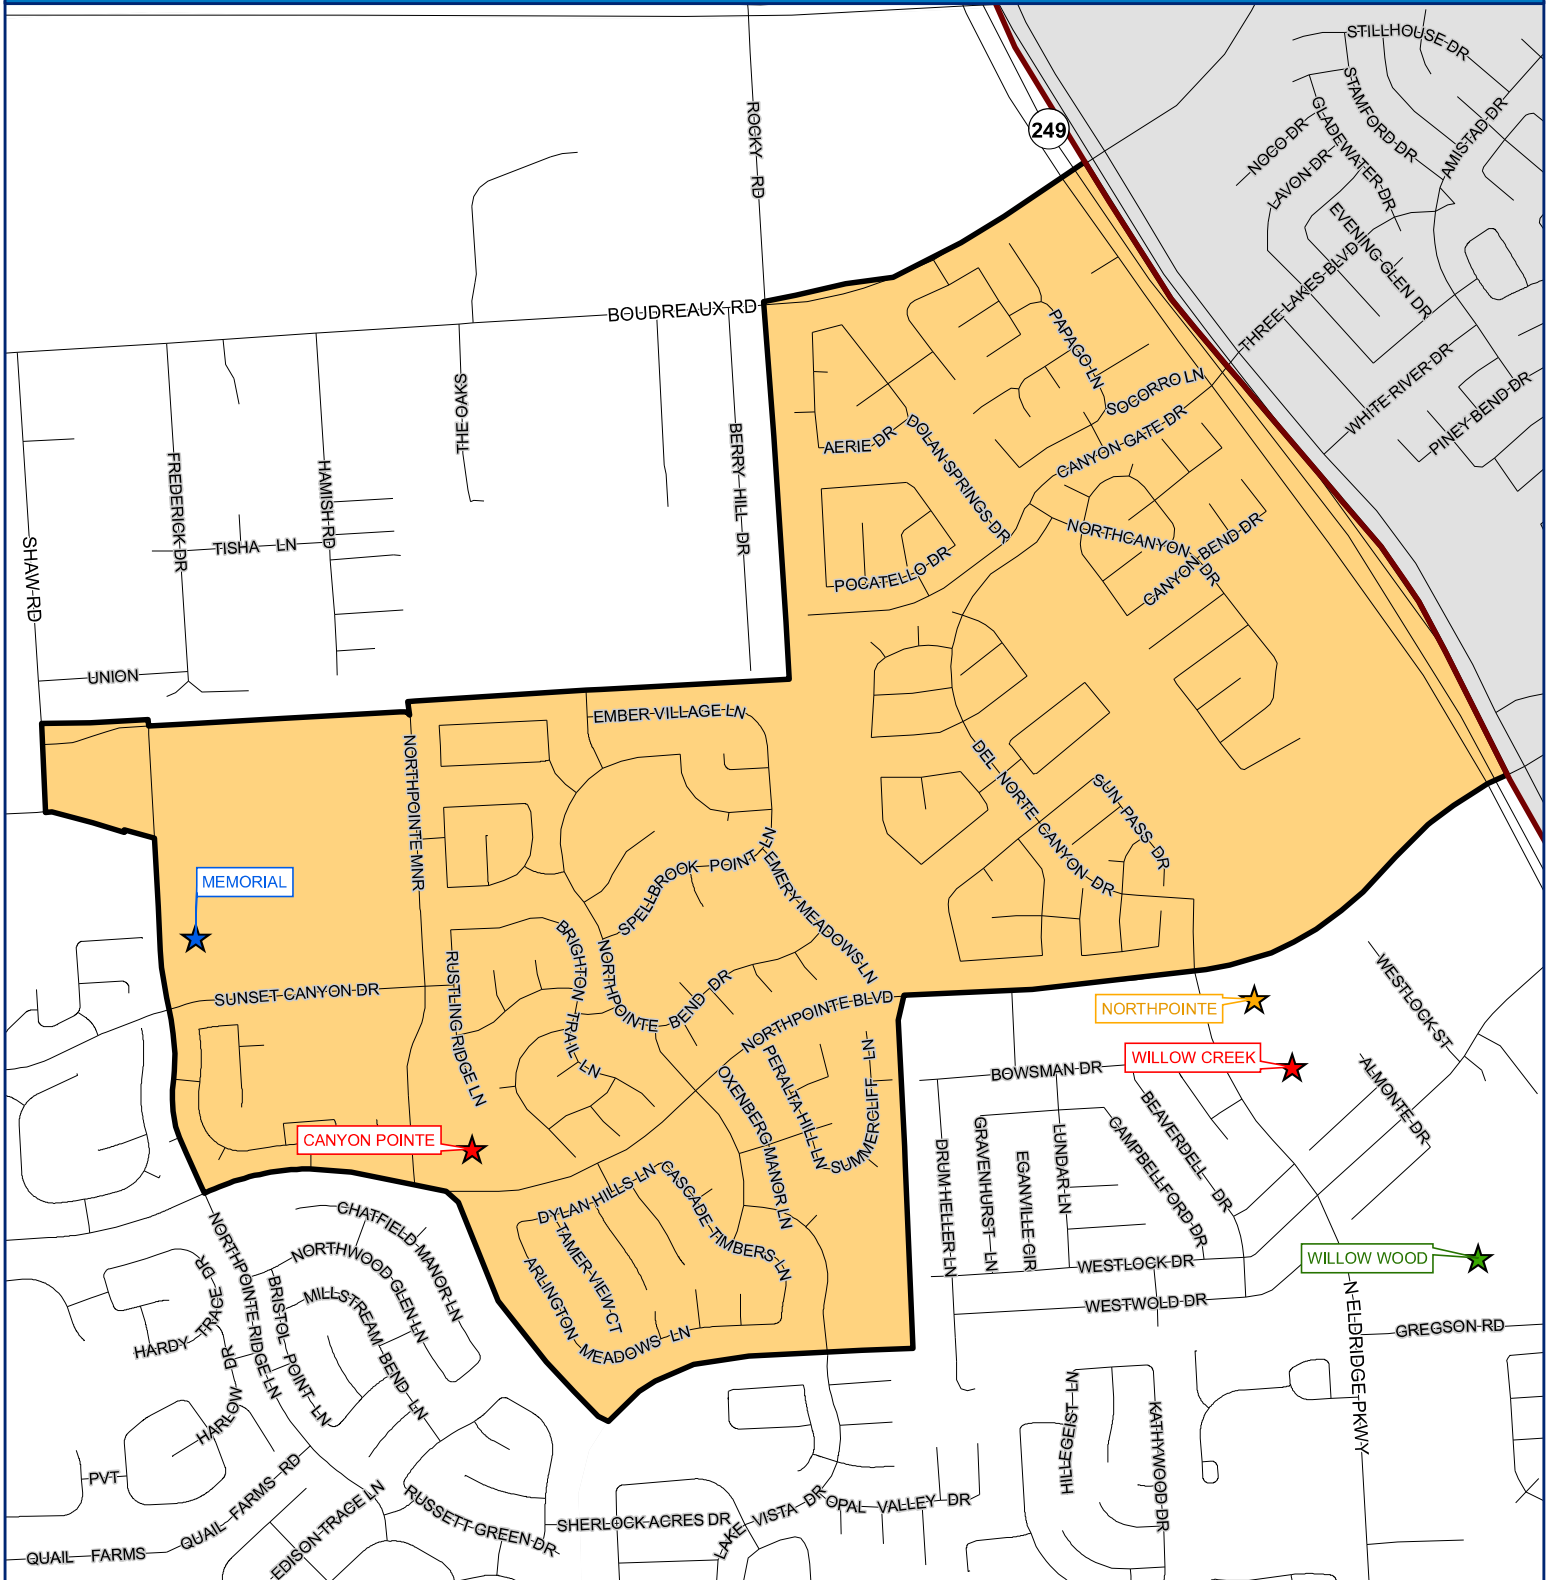 STILLHOUSE DR
STAMFORD DR
GLADEWATER DR
NOCO DR
LAVON DR
AMISTAD DR
EVENING GLEN DR
THREE LAKES BLVD
WHITE RIVER DR
PINEY BEND DR
249
ROCKY RD
BOUDREAUX RD
PAPAGO LN
SOCORRO LN
CANYON GATE DR
AERIE DR
DOLAN SPRINGS DR
THE OAKS
BERRY HILL DR
FREDERICK DR
HAMISH RD
TISHA LN
SHAW RD
UNION
POCATELLO DR
NORTHCANYON DR
CANYON BEND DR
EMBER VILLAGE LN
NORTHPOINTE MNR
DEL NORTE CANYON DR
SUN PASS DR
SPELLBROOK POINT LN
EMERY MEADOWS LN
MEMORIAL
BRIGHTON TRAIL LN
RUSTLING RIDGE LN
NORTHPOINTE BEND DR
SUNSET CANYON DR
NORTHPOINTE BLVD
NORTHPOINTE
WESTLOCK ST
WILLOW CREEK
BOWSMAN DR
ALMONTE DR
PERALTA HILL LN
SUMMERCLIFF LN
OXENBERG MANOR LN
CANYON POINTE
BEAVERDELL DR
CAMPBELLFORD DR
DRUMHELLER LN
GRAVENHURST LN
EGANVILLE CIR
LUNDAR LN
DYLAN HILLS LN
CASCADE TIMBERS LN
TAMER VIEW CT
ARLINGTON MEADOWS LN
WESTLOCK DR
WESTWOLD DR
WILLOW WOOD
N ELDRIDGE PKWY
GREGSON RD
CHATFIELD MANOR LN
NORTHWOOD GLEN LN
NORTHPOINTE RIDGE LN
BRISTOL POINT LN
MILLSTREAM BEND LN
HARDY TRACE DR
HARLOW DR
PVT
QUAIL FARMS RD
QUAIL FARMS
EDISON TRACE LN
RUSSETT GREEN DR
SHERLOCK ACRES DR
LAKE VISTA DR
OPAL VALLEY DR
HILLEGEIST LN
KATHYWOOD DR